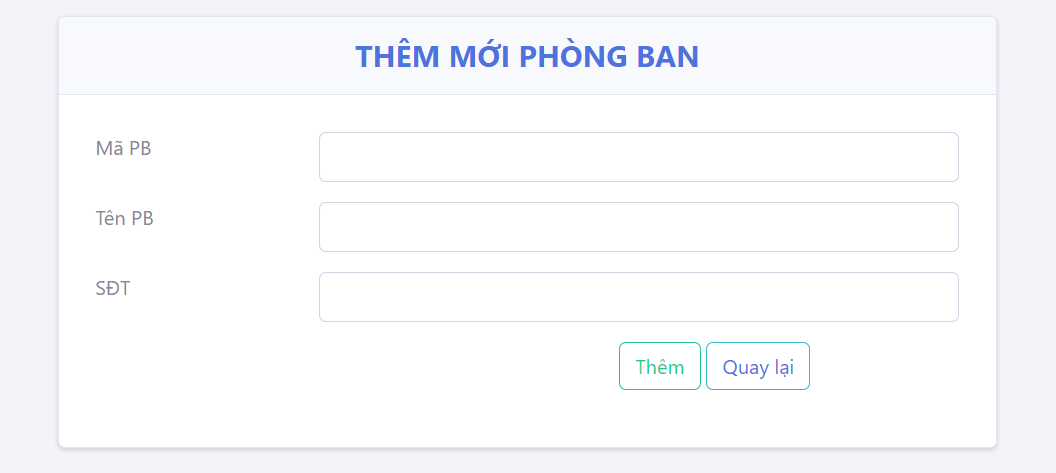 THÊM MỚI PHÒNG BAN
Mã PB
Tên PB
SĐT
Thêm Quay lại